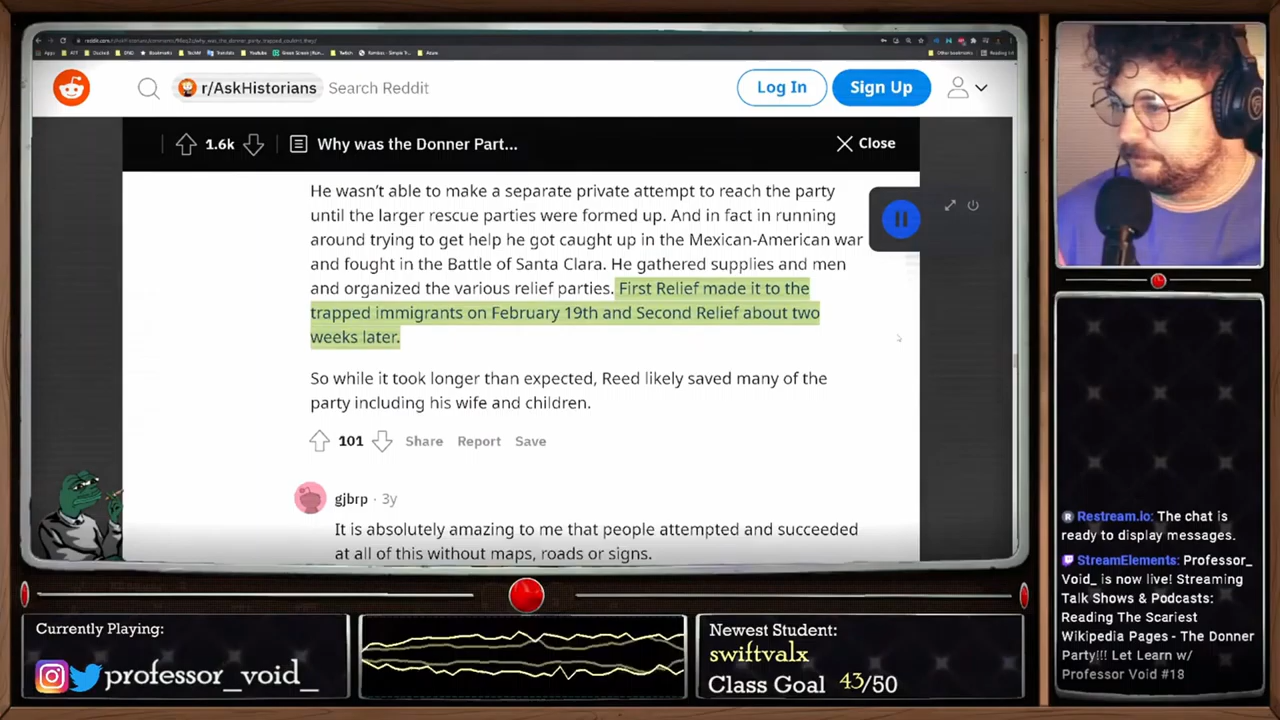 r/AskHistorians
Search Reddit
Log In
Sign Up
1.6k
Why was the Donner Part...
Close
He wasn't able to make a separate private attempt to reach the party
until the larger rescue parties were formed up. And in fact in running
around trying to get help he got caught up in the Mexican-American war
and fought in the Battle of Santa Clara. He gathered supplies and men
and organized the various relief parties. First Relief made it to the
trapped immigrants on February 19th and Second Relief about two
weeks later.
So while it took longer than expected, Reed likely saved many of the
party including his wife and children.
101 Share Report Save
gjbrp · 3y
It is absolutely amazing to me that people attempted and succeeded
at all of this without maps, roads or signs.
Restream.io: The chat is
ready to display messages.
StreamElements: Professor_
Void_ is now live! Streaming
Talk Shows & Podcasts:
Reading The Scariest
Wikipedia Pages - The Donner
Party!!! Let Learn w/
Professor Void #18
Currently Playing:
professor_void_
Newest Student:
swiftvalx
Class Goal 43/50